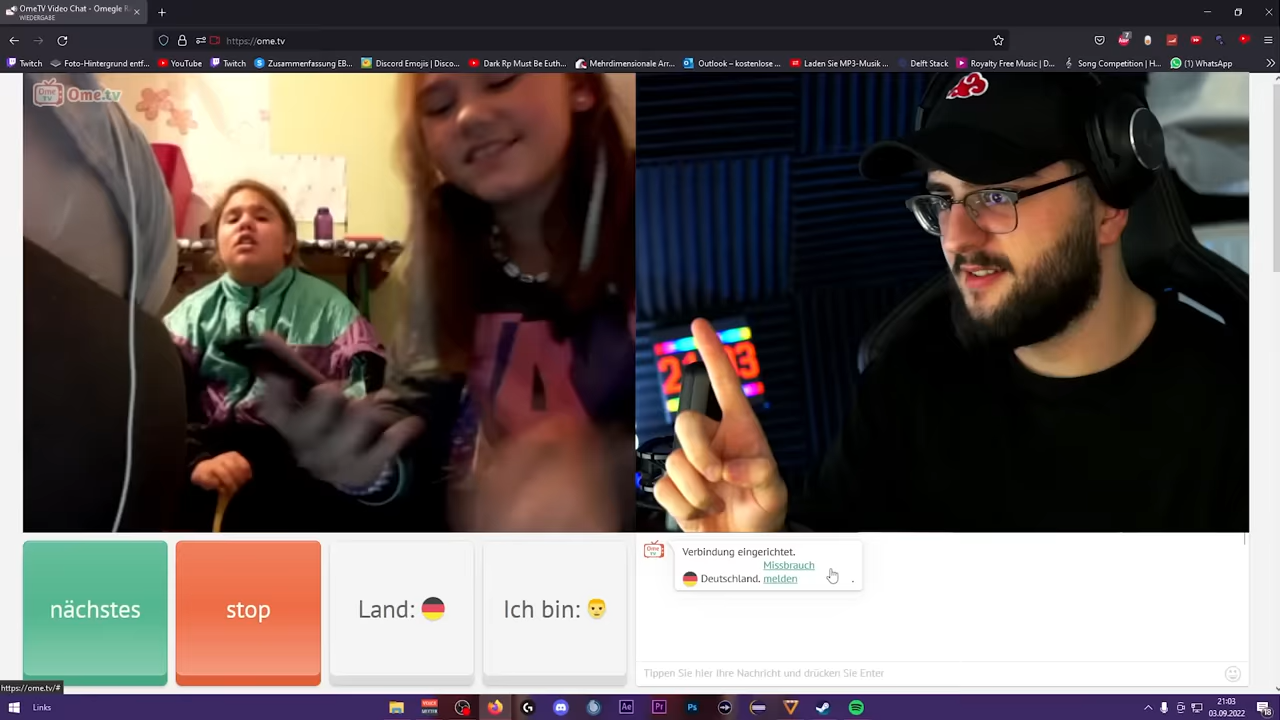 OmeTV Video Chat - Omegle R
WIEDERGABE
https://ome.tv
Twitch
Foto-Hintergrund entf...
YouTube
Twitch
Zusammenfassung EB...
Discord Emojis | Disco...
Dark Rp Must Be Euth...
Mehrdimensionale Arr...
Outlook – kostenlose ...
Laden Sie MP3-Musik ...
Delft Stack
Royalty Free Music | D...
Song Competition | H...
(1) WhatsApp
Ome TV
Ome.tv
Verbindung eingerichtet.
Deutschland. Missbrauch melden .
nächstes
stop
Land:
Ich bin:
Tippen Sie hier Ihre Nachricht und drücken Sie Enter
https://ome.tv/#
Links
21:03
03.09.2022